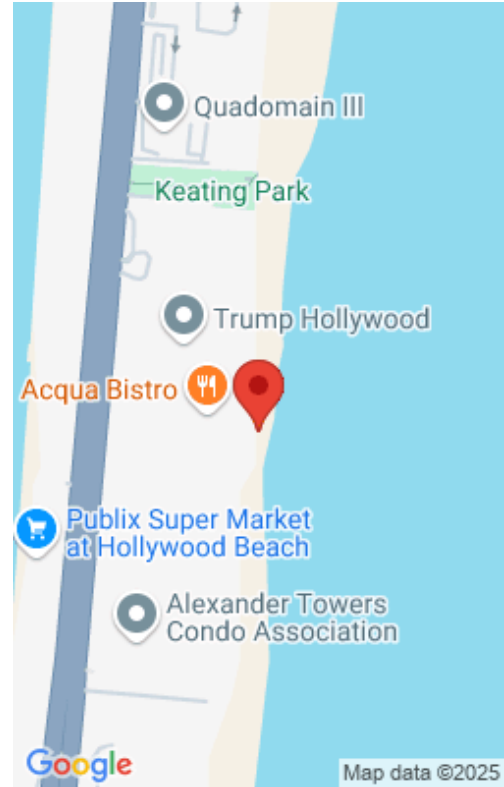 Quadomain III
Keating Park
Trump Hollywood
Acqua Bistro
Publix Super Market
at Hollywood Beach
Alexander Towers
Condo Association
Google
Map data ©2025